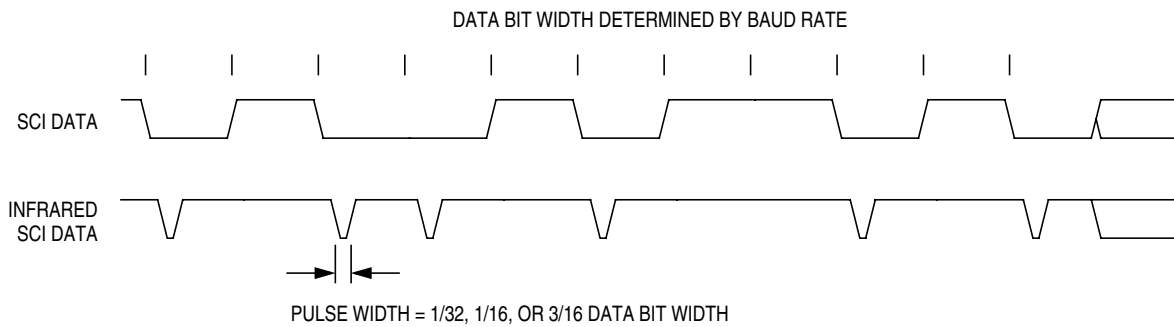 DATA BIT WIDTH DETERMINED BY BAUD RATE
SCI DATA
INFRARED
SCI DATA
PULSE WIDTH = 1/32, 1/16, OR 3/16 DATA BIT WIDTH